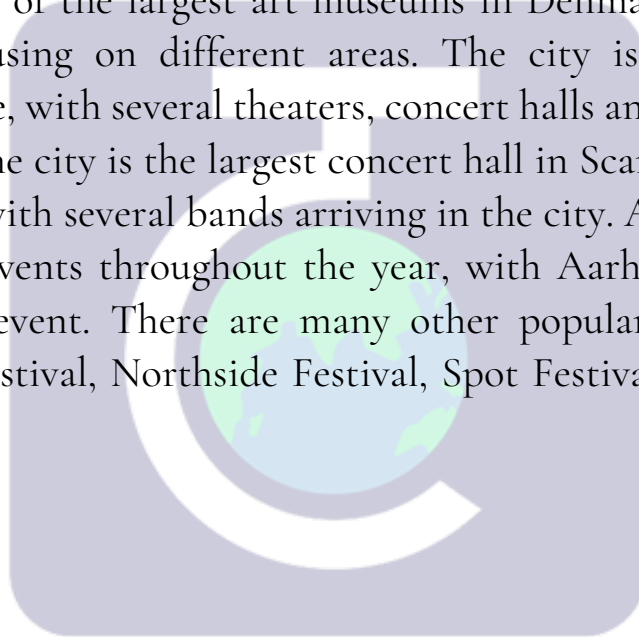 of the largest art museums in Denma
using on different areas. The city is
e, with several theaters, concert halls an
he city is the largest concert hall in Scar
with several bands arriving in the city. A
vents throughout the year, with Aarh
event. There are many other popular
stival, Northside Festival, Spot Festiva